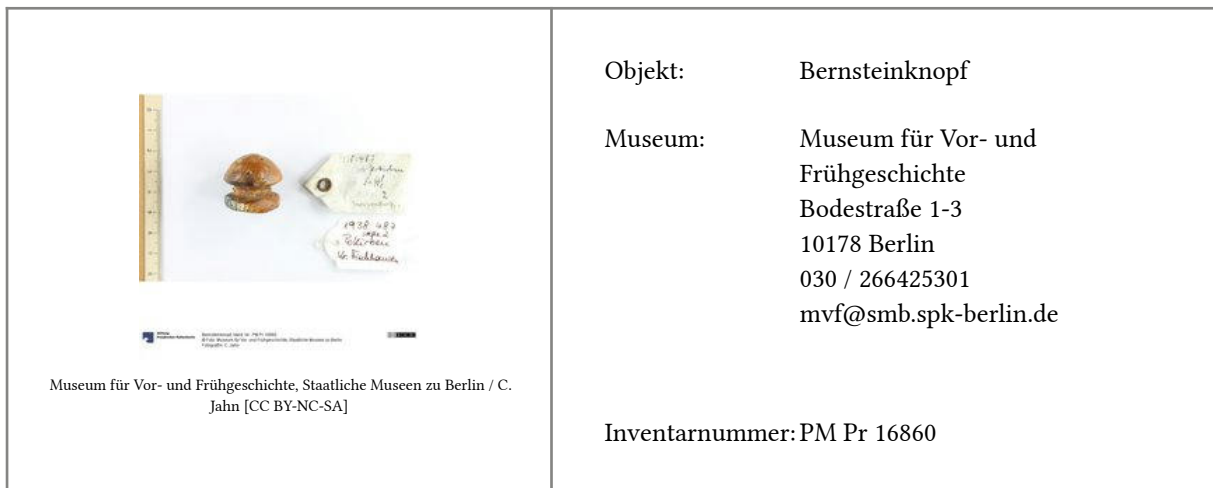 1938 487
Museum für Vor- und Frühgeschichte, Staatliche Museen zu Berlin / C.
Jahn [CC BY-NC-SA]
Objekt: Bernsteinknopf
Museum: Museum für Vor- und
Frühgeschichte
Bodestraße 1-3
10178 Berlin
030 / 266425301
mvf@smb.spk-berlin.de
Inventarnummer: PM Pr 16860